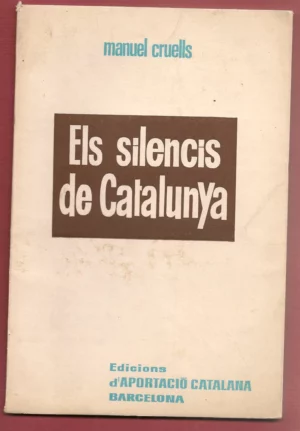 manuel cruells
Els silencis
de Catalunya
Edicions
d'APORTACIÓ CATALANA
BARCELONA